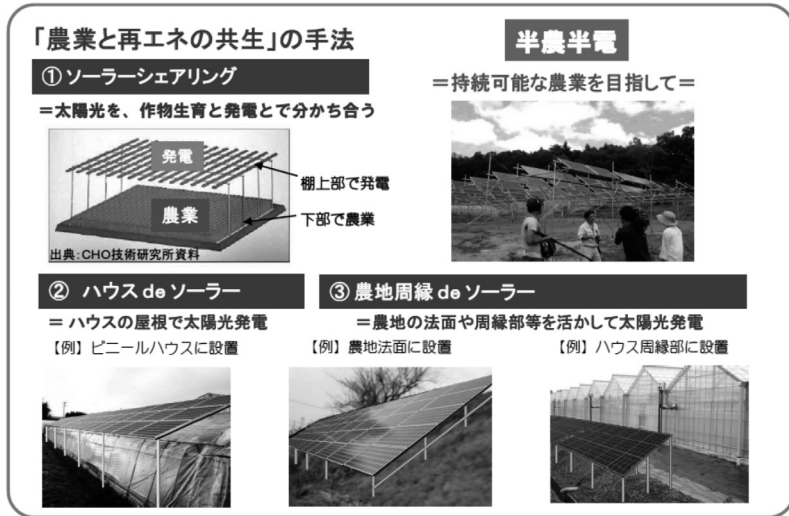 「農業と再エネの共生」の手法
半農半電
＝持続可能な農業を目指して＝
① ソーラーシェアリング
＝太陽光を、作物生育と発電とで分かち合う
発電
棚上部で発電
農業
下部で農業
出典：CHO技術研究所資料
② ハウス de ソーラー
＝ ハウスの屋根で太陽光発電
【例】ビニールハウスに設置
③ 農地周縁 de ソーラー
＝農地の法面や周縁部等を活かして太陽光発電
【例】農地法面に設置
【例】ハウス周縁部に設置